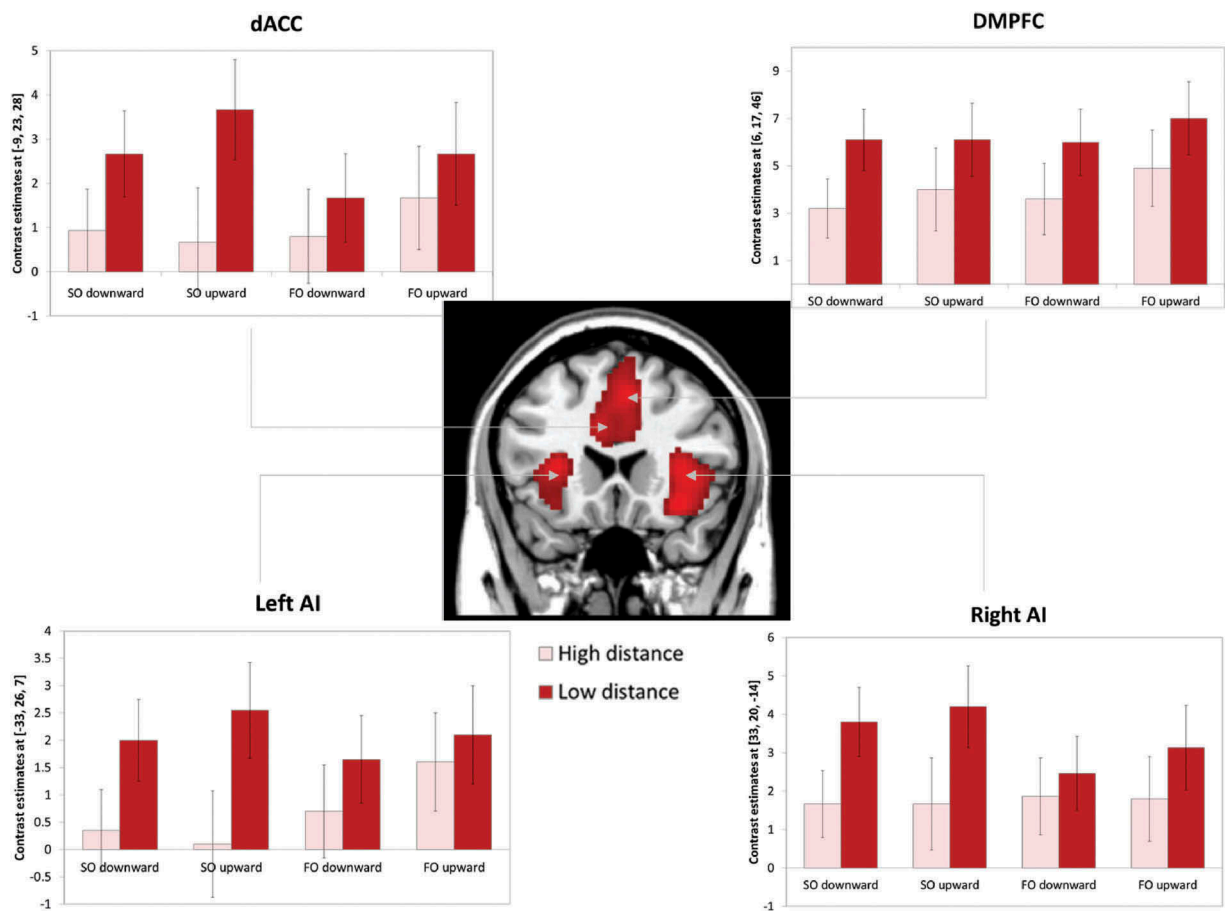 dACC
Contrast estimates at [-9, 23, 28]
5
4
3
2
1
0
-1
SO downward SO upward FO downward FO upward
DMPFC
Contrast estimates at [6, 17, 46]
9
7
5
3
1
SO downward SO upward FO downward FO upward
Left AI
Contrast estimates at [-33, 26, 7]
4
3.5
3
2.5
2
1.5
1
0.5
0
-0.5
-1
SO downward SO upward FO downward FO upward
High distance
Low distance
Right AI
Contrast estimates at [33, 20, -14]
6
5
4
3
2
1
0
-1
SO downward SO upward FO downward FO upward